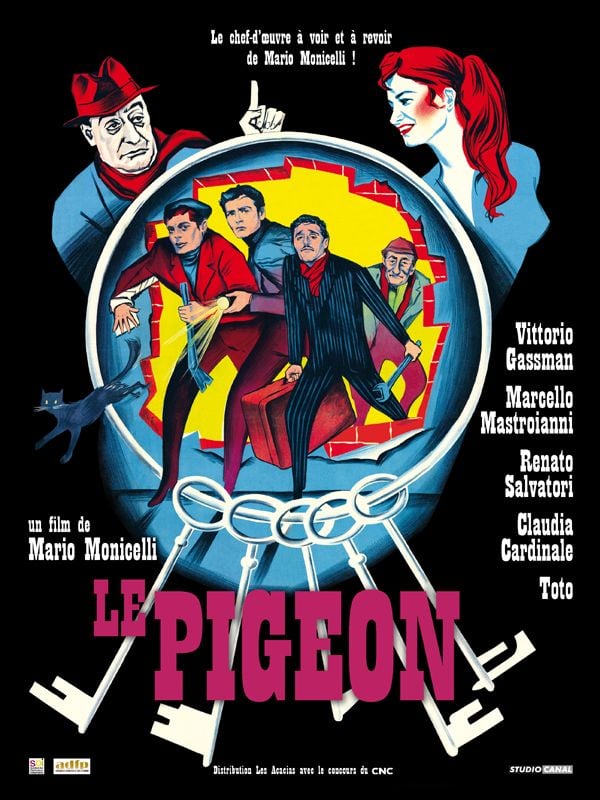 Le chef-d'œuvre à voir et à revoir
de Mario Monicelli !
Vittorio
Gassman
Marcello
Mastroianni
Renato
Salvatori
Claudia
Cardinale
Toto
un film de
Mario Monicelli
LE PIGEON
adfp
Distribution Les Acacias avec le concours du CNC
STUDIOCANAL